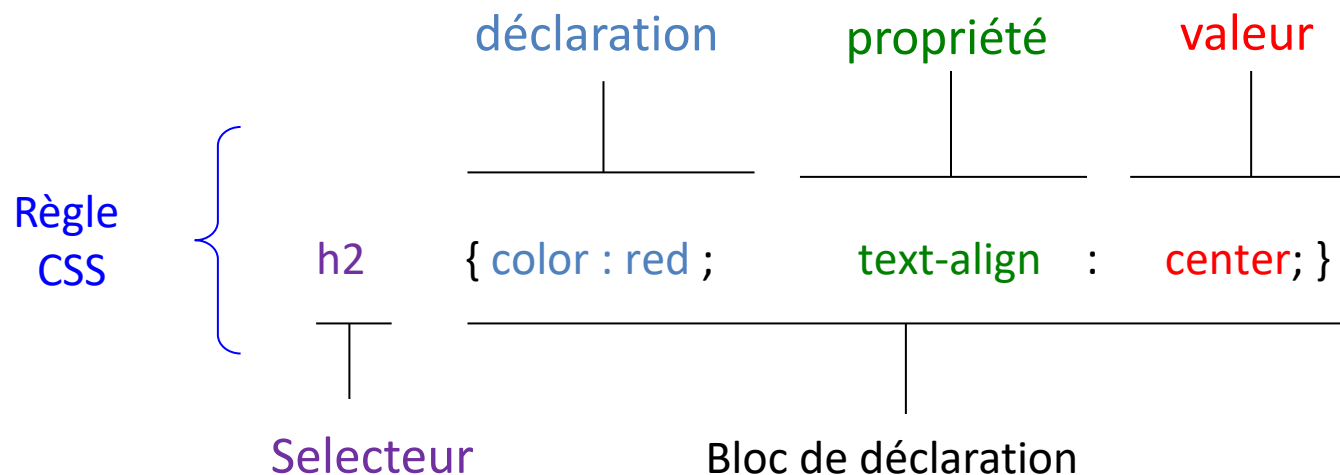 déclaration propriété valeur
Règle
CSS
h2 { color : red ; text-align : center; }
Selecteur Bloc de déclaration